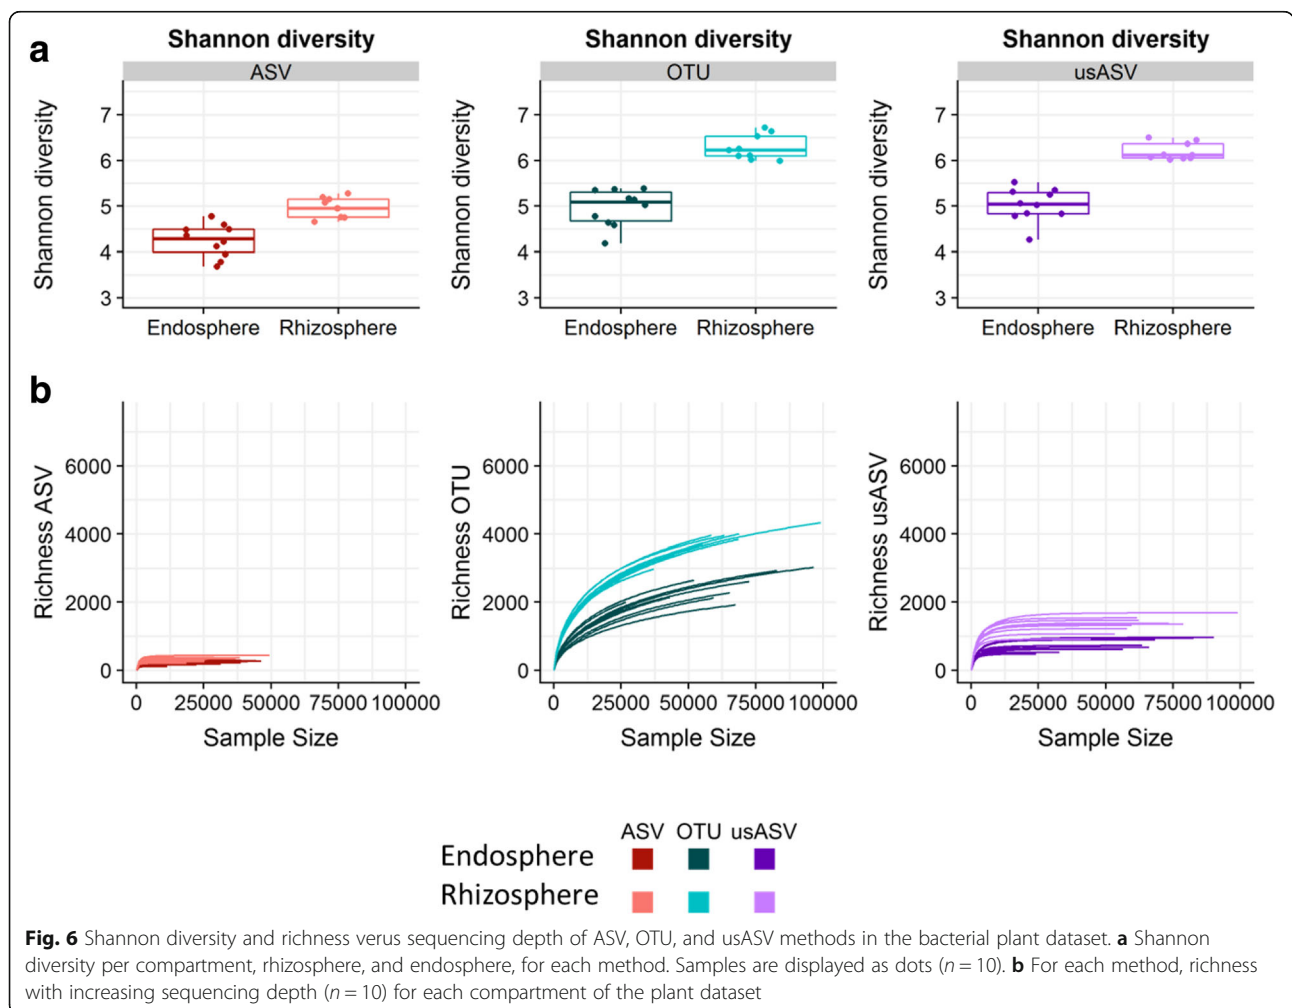 a
Shannon diversity
Shannon diversity
Shannon diversity
ASV
OTU
usASV
Shannon diversity
7
6
5
4
3
Endosphere
Rhizosphere
Shannon diversity
7
6
5
4
3
Endosphere
Rhizosphere
Shannon diversity
7
6
5
4
3
Endosphere
Rhizosphere
b
Richness ASV
6000
4000
2000
0
0 25000 50000 75000 100000
Sample Size
Richness OTU
6000
4000
2000
0
0 25000 50000 75000 100000
Sample Size
Richness usASV
6000
4000
2000
0
0 25000 50000 75000 100000
Sample Size
ASV OTU usASV
Endosphere
Rhizosphere
Fig. 6 Shannon diversity and richness verus sequencing depth of ASV, OTU, and usASV methods in the bacterial plant dataset. a Shannon
diversity per compartment, rhizosphere, and endosphere, for each method. Samples are displayed as dots (n = 10). b For each method, richness
with increasing sequencing depth (n = 10) for each compartment of the plant dataset